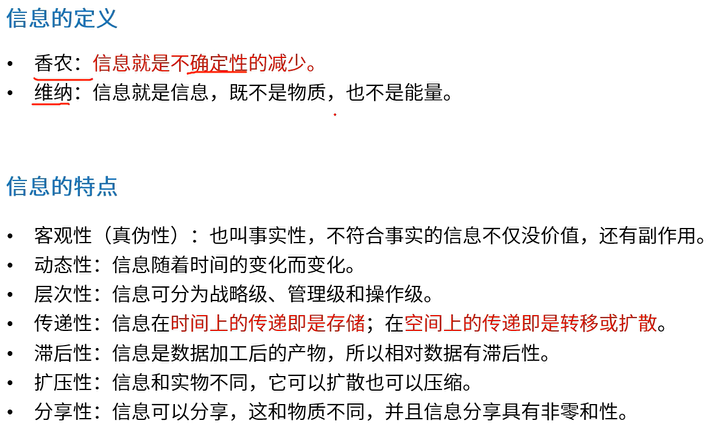 信息的定义
• 香农：信息就是不确定性的减少。
• 维纳：信息就是信息，既不是物质，也不是能量。
信息的特点
• 客观性（真伪性）：也叫事实性，不符合事实的信息不仅没价值，还有副作用。
• 动态性：信息随着时间的变化而变化。
• 层次性：信息可分为战略级、管理级和操作级。
• 传递性：信息在时间上的传递即是存储；在空间上的传递即是转移或扩散。
• 滞后性：信息是数据加工后的产物，所以相对数据有滞后性。
• 扩压性：信息和实物不同，它可以扩散也可以压缩。
• 分享性：信息可以分享，这和物质不同，并且信息分享具有非零和性。